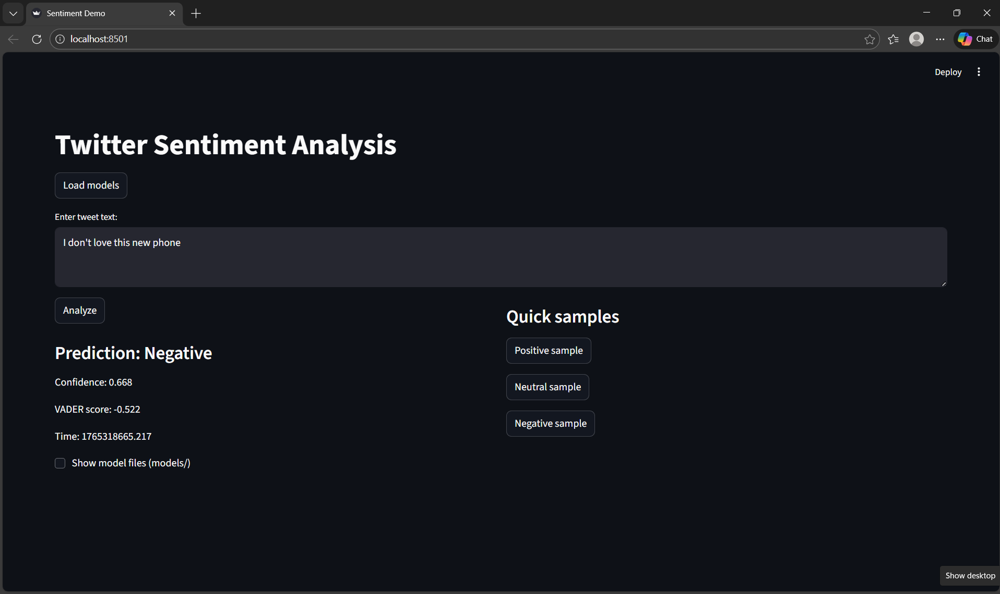 Sentiment Demo
localhost:8501
Chat
Deploy
Twitter Sentiment Analysis
Load models
Enter tweet text:
I don't love this new phone
Analyze
Prediction: Negative
Confidence: 0.668
VADER score: -0.522
Time: 1765318665.217
Show model files (models/)
Quick samples
Positive sample
Neutral sample
Negative sample
Show desktop